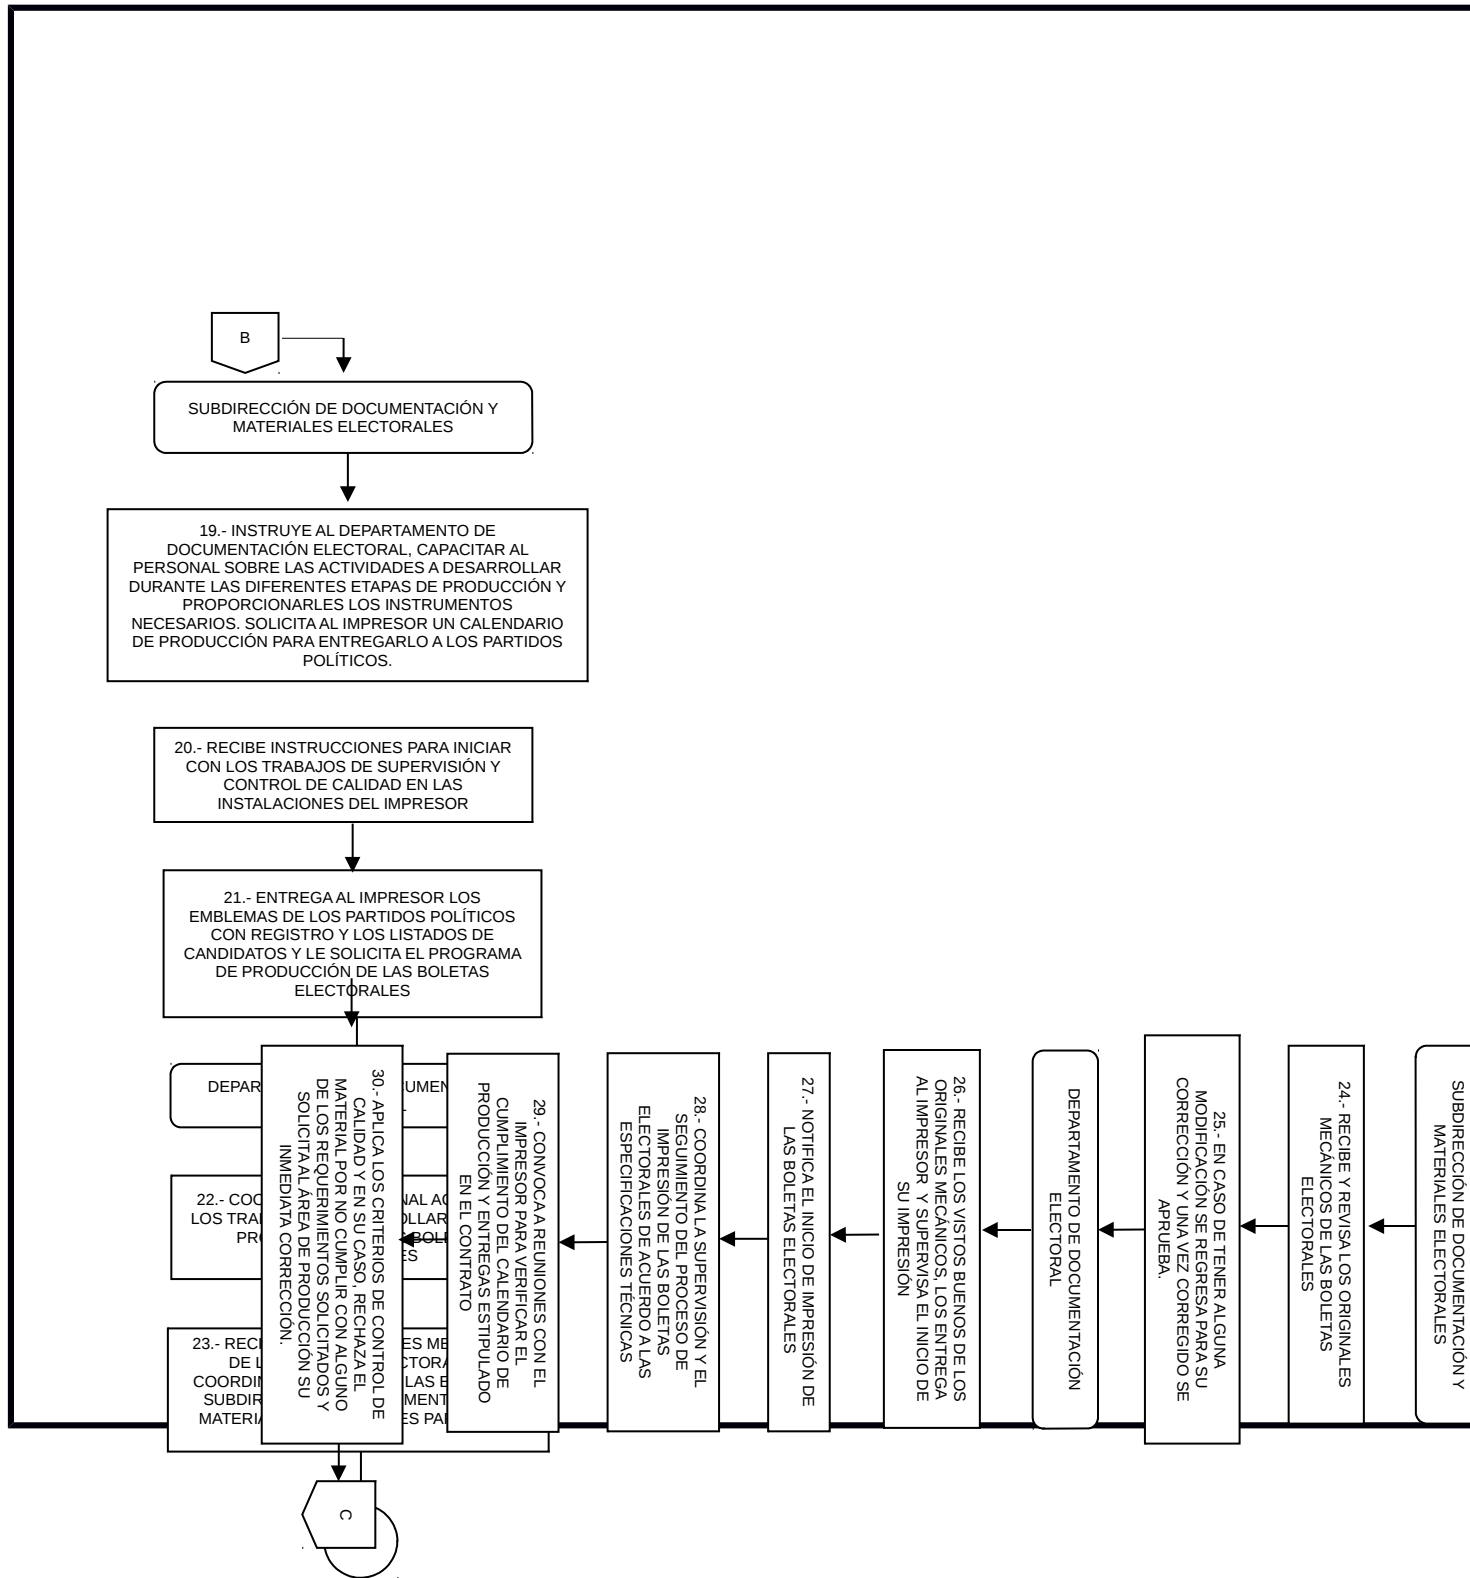 B
SUBDIRECCIÓN DE DOCUMENTACIÓN Y
MATERIALES ELECTORALES
19.- INSTRUYE AL DEPARTAMENTO DE
DOCUMENTACIÓN ELECTORAL, CAPACITAR AL
PERSONAL SOBRE LAS ACTIVIDADES A DESARROLLAR
DURANTE LAS DIFERENTES ETAPAS DE PRODUCCIÓN Y
PROPORCIONARLES LOS INSTRUMENTOS
NECESARIOS. SOLICITA AL IMPRESOR UN CALENDARIO
DE PRODUCCIÓN PARA ENTREGARLO A LOS PARTIDOS
POLÍTICOS.
20.- RECIBE INSTRUCCIONES PARA INICIAR
CON LOS TRABAJOS DE SUPERVISIÓN Y
CONTROL DE CALIDAD EN LAS
INSTALACIONES DEL IMPRESOR
21.- ENTREGA AL IMPRESOR LOS
EMBLEMAS DE LOS PARTIDOS POLÍTICOS
CON REGISTRO Y LOS LISTADOS DE
CANDIDATOS Y LE SOLICITA EL PROGRAMA
DE PRODUCCIÓN DE LAS BOLETAS
ELECTORALES
22.-
LOS
23.-
DE
LAS
SUBDIRECCIÓN DE DOCUMENTACIÓN Y
MATERIALES ELECTORALES
24.- RECIBE Y REVISA LOS ORIGINALES
MECÁNICOS DE LAS BOLETAS
ELECTORALES
25.- EN CASO DE TENER ALGUNA
MODIFICACIÓN SE REGRESA PARA SU
CORRECCIÓN Y UNA VEZ CORREGIDO SE
APRUEBA.
DEPARTAMENTO DE DOCUMENTACIÓN
ELECTORAL
26.- RECIBE LOS VISTOS BUENOS DE LOS
ORIGINALES MECÁNICOS, LOS ENTREGA
AL IMPRESOR Y SUPERVISA EL INICIO DE
SU IMPRESIÓN
27.- NOTIFICA EL INICIO DE IMPRESIÓN DE
LAS BOLETAS ELECTORALES
28.- COORDINA LA SUPERVISIÓN Y EL
SEGUIMIENTO DEL PROCESO DE
IMPRESIÓN DE LAS BOLETAS
ELECTORALES DE ACUERDO A LAS
ESPECIFICACIONES TÉCNICAS
29.- CONVOCA A REUNIONES CON EL
IMPRESOR PARA VERIFICAR EL
CUMPLIMIENTO DEL CALENDARIO DE
PRODUCCIÓN Y ENTREGAS ESTIPULADO
EN EL CONTRATO
30.- APLICA LOS CRITERIOS DE CONTROL DE
CALIDAD Y EN SU CASO, RECHAZA EL
MATERIAL POR NO CUMPLIR CON ALGUNO
DE LOS REQUERIMIENTOS SOLICITADOS Y
SOLICITA AL ÁREA DE PRODUCCIÓN SU
INMEDIATA CORRECCIÓN.
C